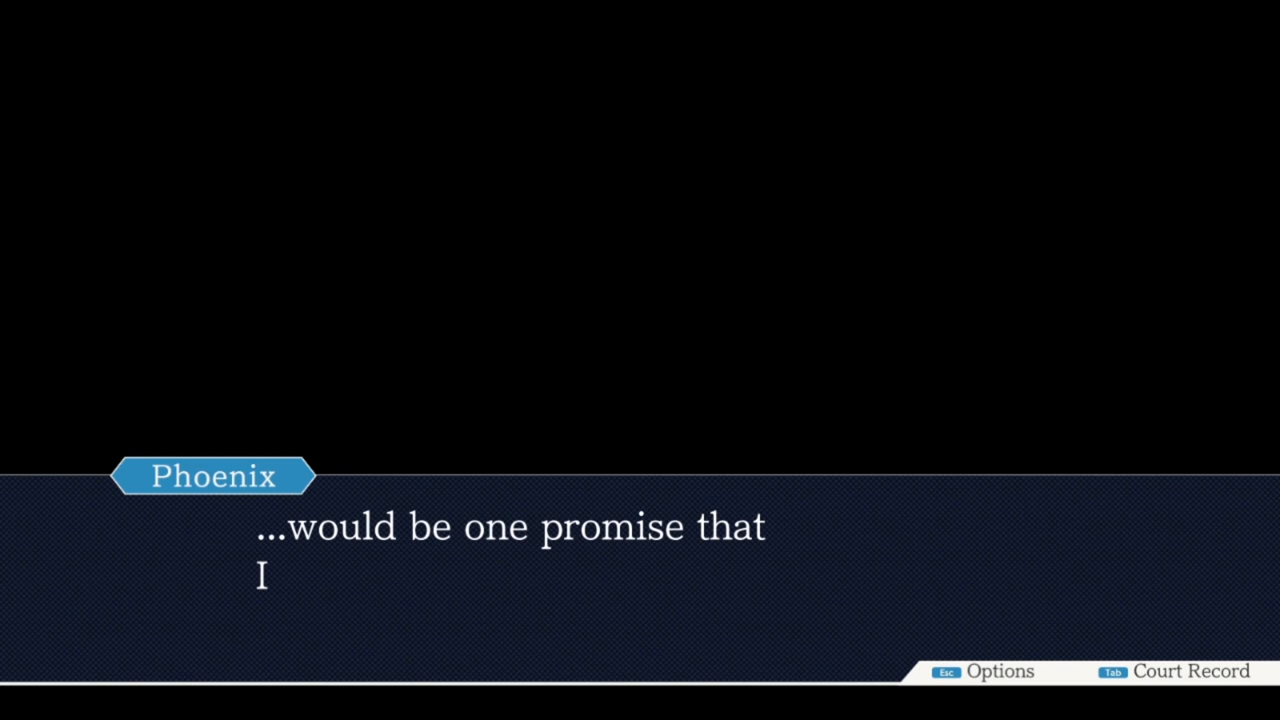 Phoenix
...would be one promise that
I
Esc Options Tab Court Record